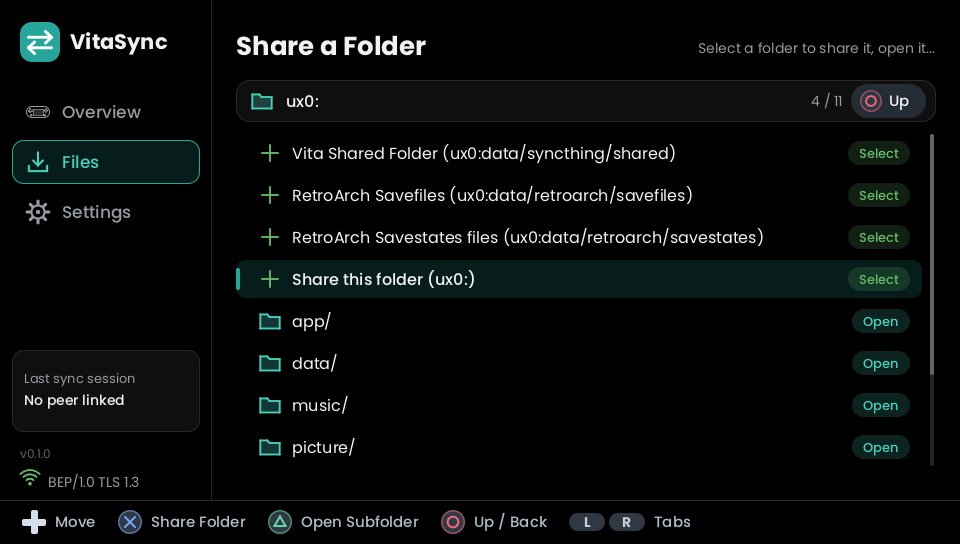 VitaSync
Overview
Files
Settings
Last sync session
No peer linked
v0.1.0
BEP/1.0 TLS 1.3
Share a Folder
Select a folder to share it, open it...
ux0:
4 / 11
Up
Vita Shared Folder (ux0:data/syncthing/shared)
Select
RetroArch Savefiles (ux0:data/retroarch/savefiles)
Select
RetroArch Savestates files (ux0:data/retroarch/savestates)
Select
Share this folder (ux0:)
Select
app/
Open
data/
Open
music/
Open
picture/
Open
Move
Share Folder
Open Subfolder
Up / Back
L
R
Tabs